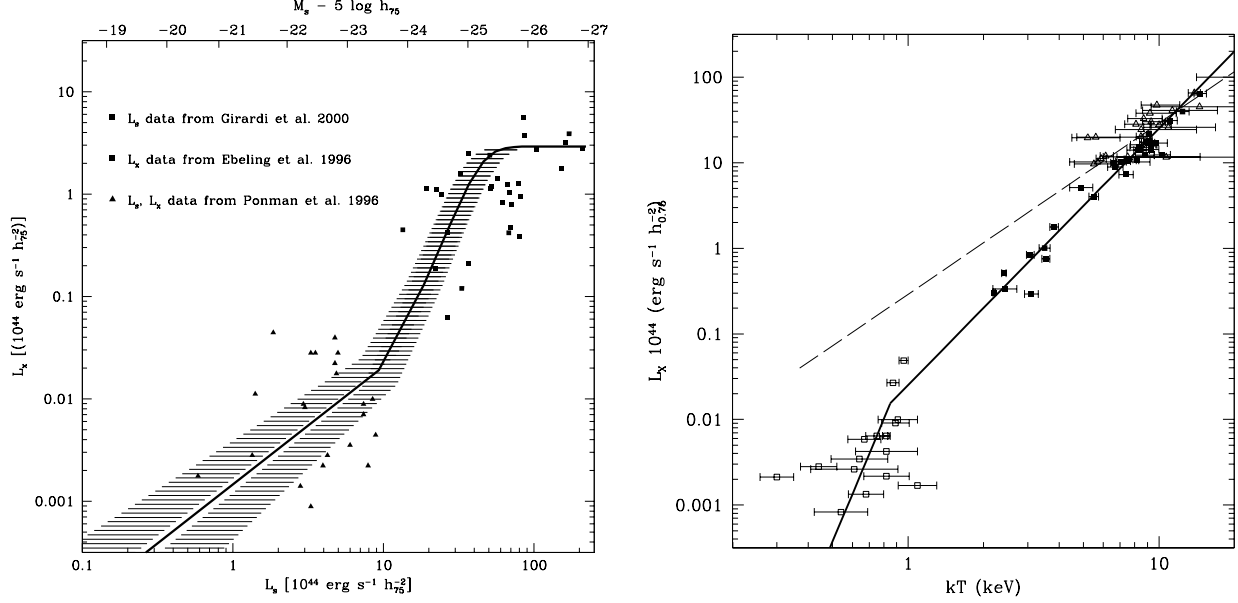 M_s − 5 log h_75
−19 −20 −21 −22 −23 −24 −25 −26 −27
10
L_s data from Girardi et al. 2000
L_x data from Ebeling et al. 1996
1
L_s, L_x data from Ponman et al. 1996
L_x [(10^44 erg s^−1 h_75^−2)]
0.1
0.01
0.001
0.1 1 10 100
L_s [10^44 erg s^−1 h_75^−2]
100
10
1
L_X 10^44 (erg s^−1 h_0.75^−2)
0.1
0.01
0.001
1 10
kT (keV)